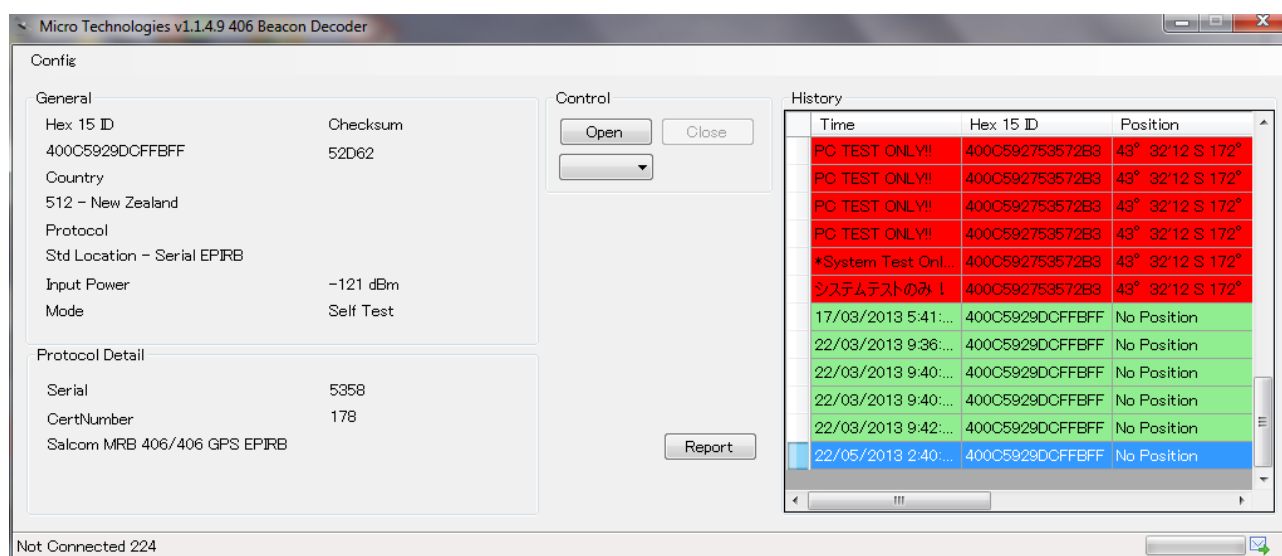 Micro Technologies v1.1.4.9 406 Beacon Decoder
Config
General
Hex 15 ID Checksum
400C5929DCFFBFF 52D62
Country
512 - New Zealand
Protocol
Std Location - Serial EPIRB
Input Power -121 dBm
Mode Self Test
Protocol Detail
Serial 5358
CertNumber 178
Salcom MRB 406/406 GPS EPIRB
Control
Open Close
Report
History
Time Hex 15 ID Position
PC TEST ONLY!! 400C592753572B3 43° 32'12 S 172°
PC TEST ONLY!! 400C592753572B3 43° 32'12 S 172°
PC TEST ONLY!! 400C592753572B3 43° 32'12 S 172°
PC TEST ONLY!! 400C592753572B3 43° 32'12 S 172°
*System Test Onl... 400C592753572B3 43° 32'12 S 172°
システムテストのみ! 400C592753572B3 43° 32'12 S 172°
17/03/2013 5:41:... 400C5929DCFFBFF No Position
22/03/2013 9:36:... 400C5929DCFFBFF No Position
22/03/2013 9:40:... 400C5929DCFFBFF No Position
22/03/2013 9:40:... 400C5929DCFFBFF No Position
22/03/2013 9:42:... 400C5929DCFFBFF No Position
22/05/2013 2:40:... 400C5929DCFFBFF No Position
Not Connected 224